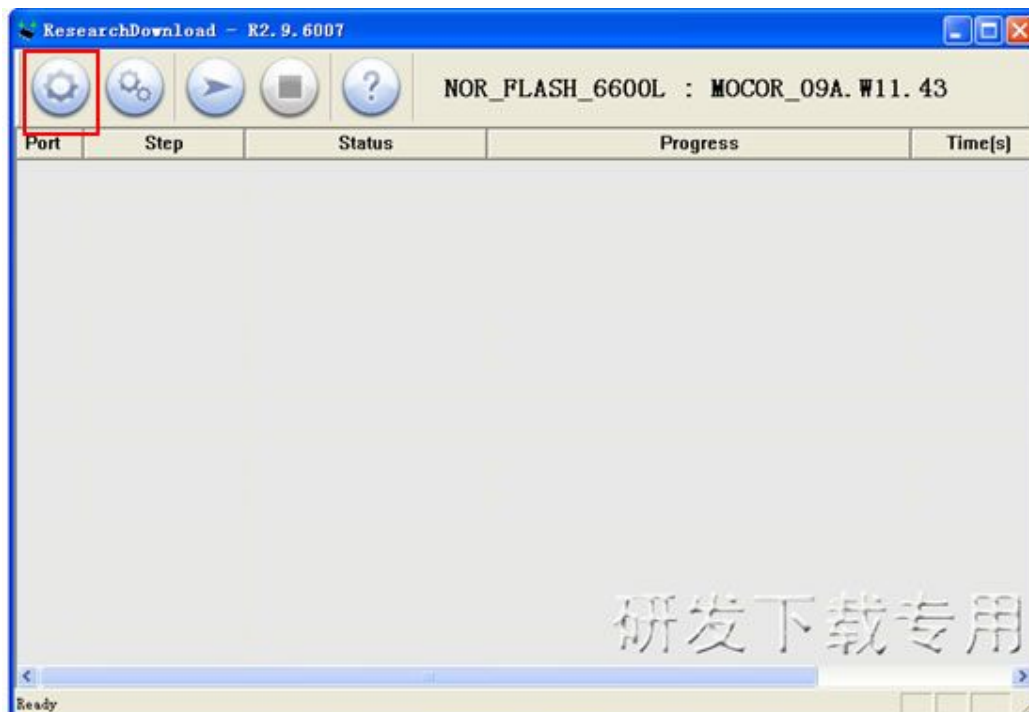 ResearchDownload - R2.9.6007
? NOR_FLASH_6600L : MOCOR_09A.W11.43
Port Step Status Progress Time(s)
研发下载专用
Ready